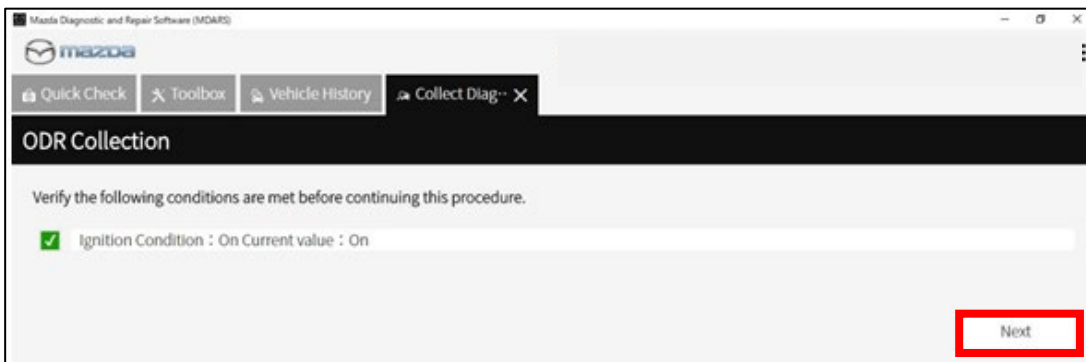 Mazda Diagnostic and Repair Software (MDARS)
mazda
Quick Check
Toolbox
Vehicle History
Collect Diag··
ODR Collection
Verify the following conditions are met before continuing this procedure.
Ignition Condition : On Current value : On
Next